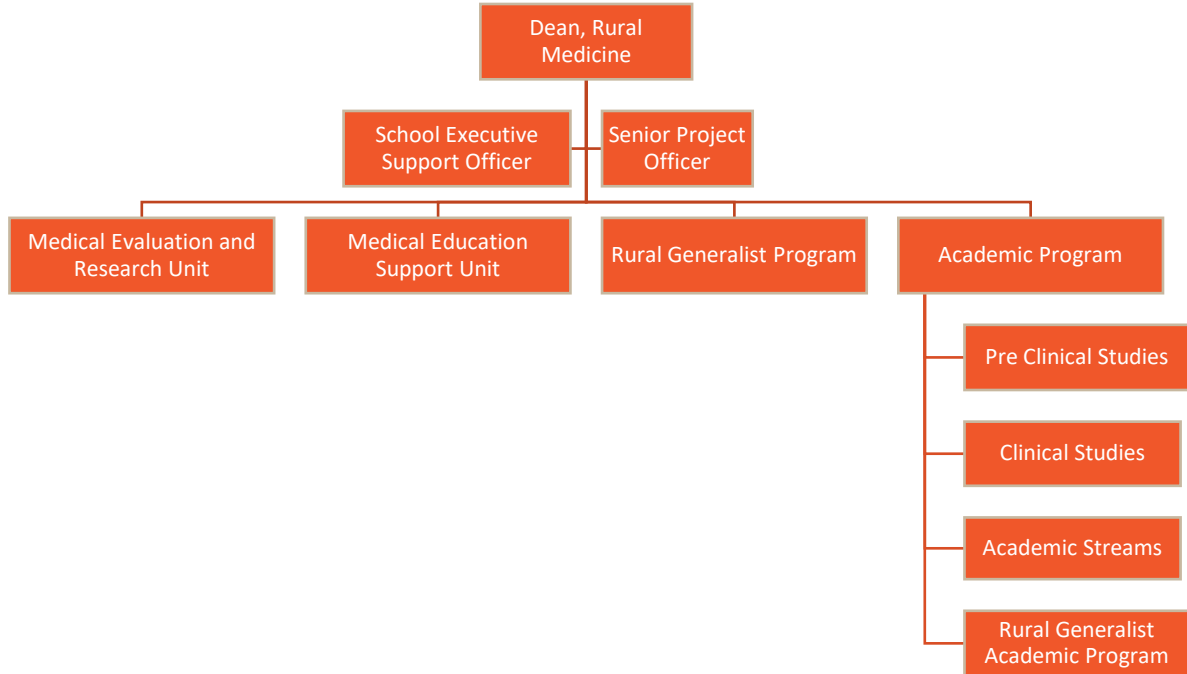 Dean, Rural
Medicine
School Executive
Support Officer
Senior Project
Officer
Medical Evaluation and
Research Unit
Medical Education
Support Unit
Rural Generalist Program
Academic Program
Pre Clinical Studies
Clinical Studies
Academic Streams
Rural Generalist
Academic Program